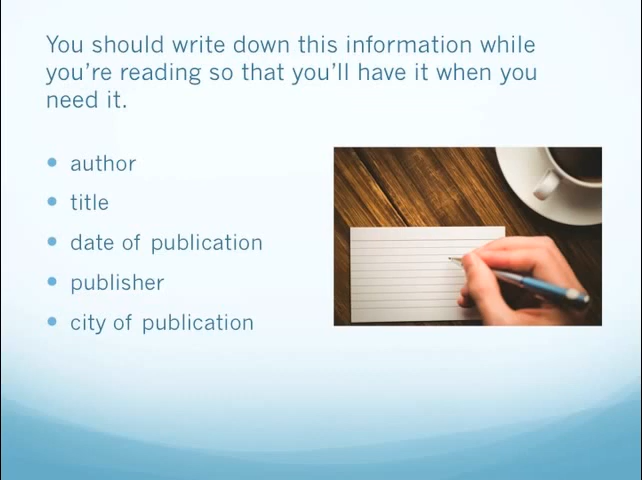 You should write down this information while
you’re reading so that you’ll have it when you
need it.
author
title
date of publication
publisher
city of publication